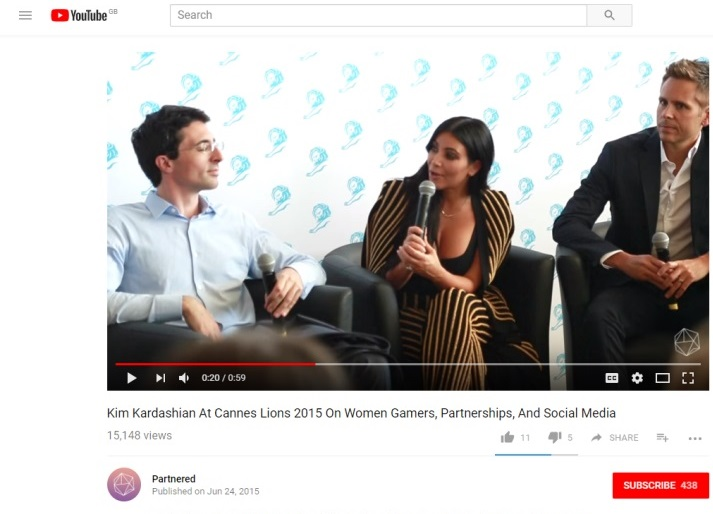 YouTube GB
Search
0:20 / 0:59
CC
Kim Kardashian At Cannes Lions 2015 On Women Gamers, Partnerships, And Social Media
15,148 views
11
5
SHARE
Partnered
Published on Jun 24, 2015
SUBSCRIBE 438